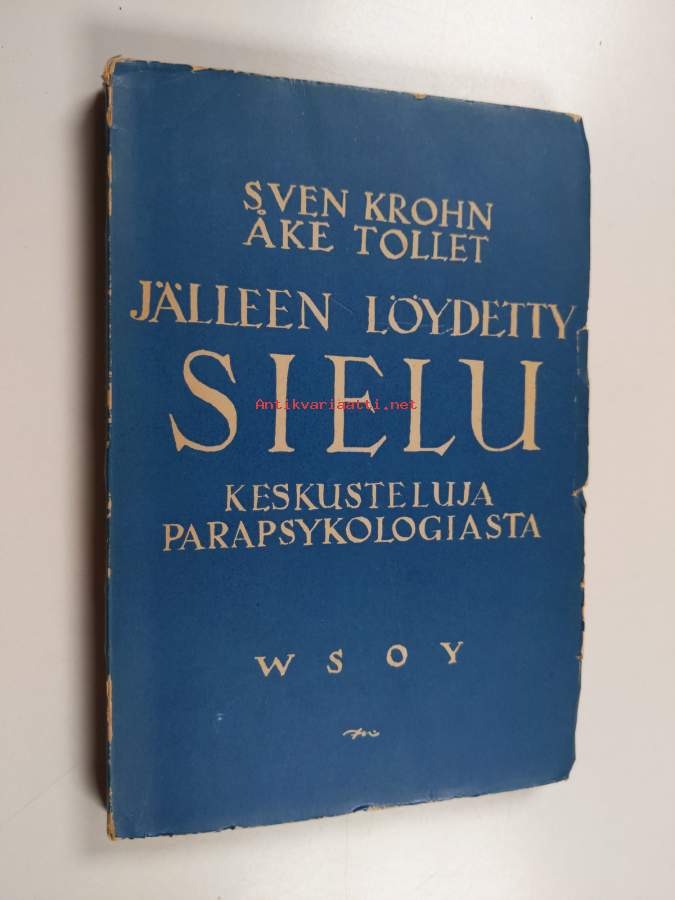 SVEN KROHN
ÅKE TOLLET
JÄLLEEN LÖYDETTY
SIELU
Antikvariaatti.net
KESKUSTELUJA
PARAPSYKOLOGIASTA
WSOY